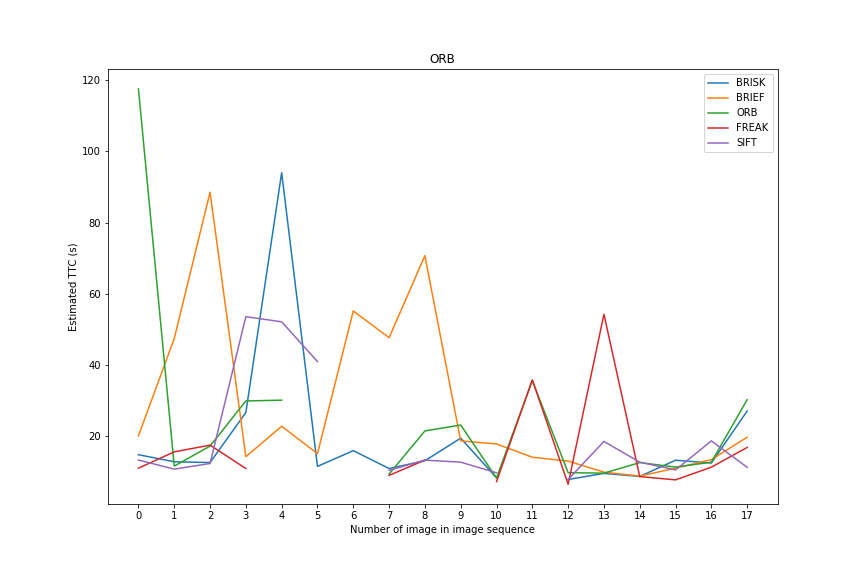 ORB
BRISK
BRIEF
ORB
FREAK
SIFT
120
100
80
60
40
20
Estimated TTC (s)
0 1 2 3 4 5 6 7 8 9 10 11 12 13 14 15 16 17
Number of image in image sequence